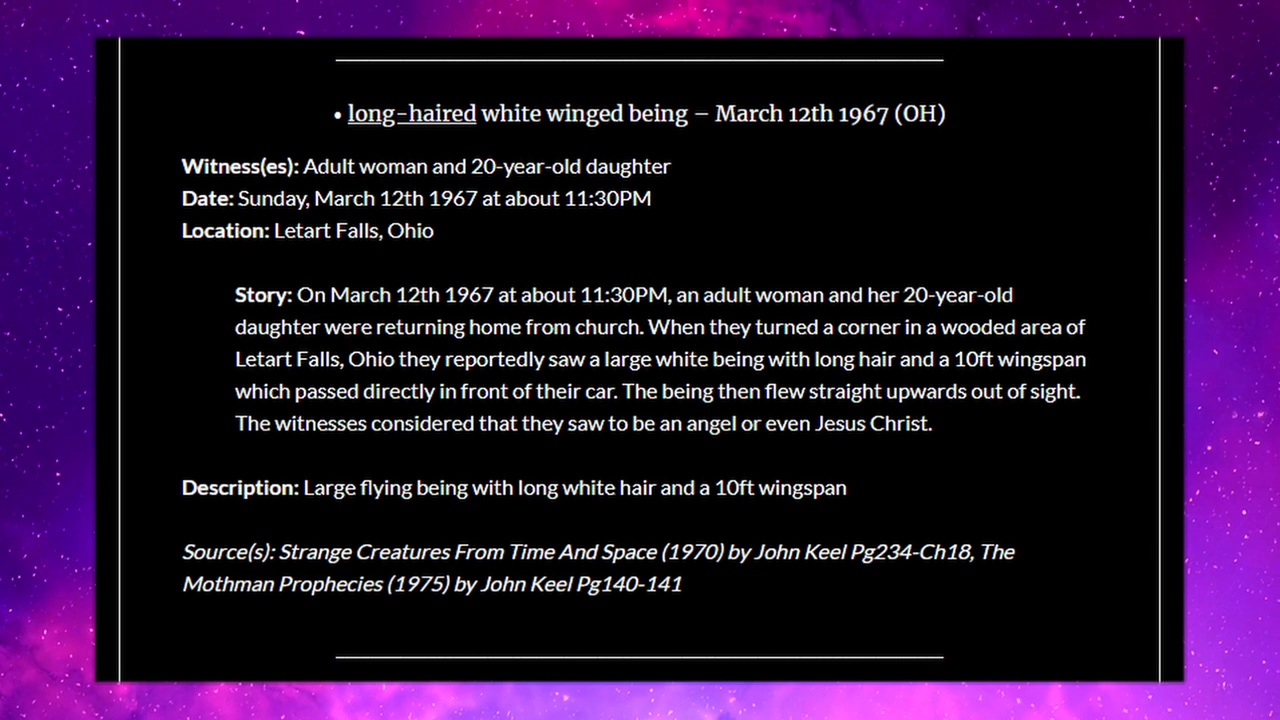 • long-haired white winged being – March 12th 1967 (OH)
Witness(es): Adult woman and 20-year-old daughter
Date: Sunday, March 12th 1967 at about 11:30PM
Location: Letart Falls, Ohio
Story: On March 12th 1967 at about 11:30PM, an adult woman and her 20-year-old
daughter were returning home from church. When they turned a corner in a wooded area of
Letart Falls, Ohio they reportedly saw a large white being with long hair and a 10ft wingspan
which passed directly in front of their car. The being then flew straight upwards out of sight.
The witnesses considered that they saw to be an angel or even Jesus Christ.
Description: Large flying being with long white hair and a 10ft wingspan
Source(s): Strange Creatures From Time And Space (1970) by John Keel Pg234-Ch18, The
Mothman Prophecies (1975) by John Keel Pg140-141